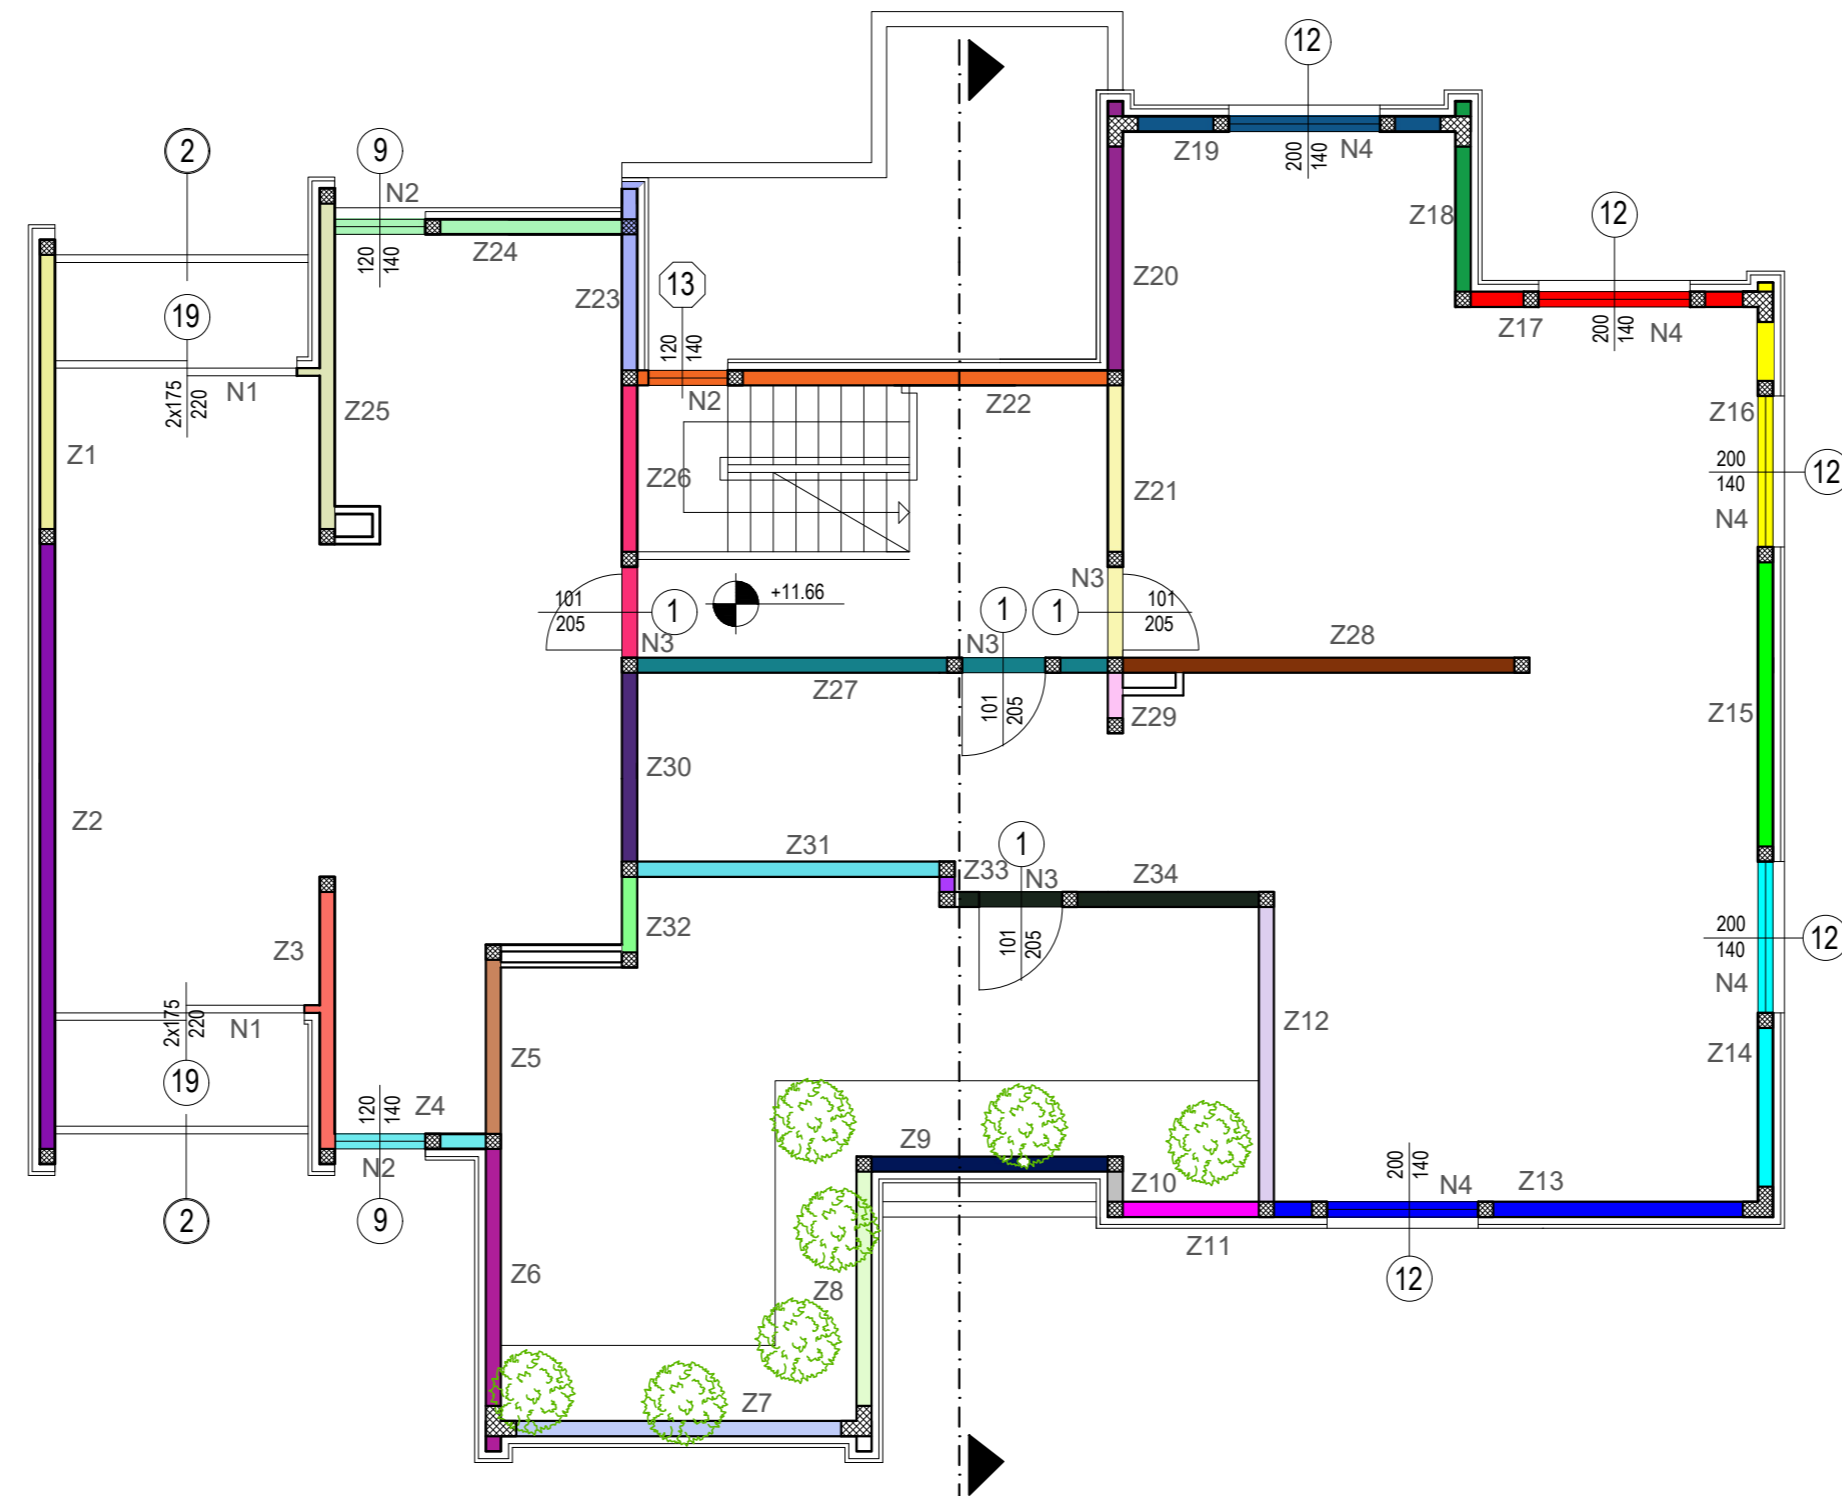 12
2
9
N2
Z19
200
140
N4
Z18
12
120
140
Z24
Z23
13
Z20
19
120
140
Z17
200
140
N4
2x175
220
N1
Z25
N2
Z22
Z16
Z1
Z26
Z21
200
140
12
N4
101
205
1
+11.66
1
1
N3
101
205
N3
N3
Z28
Z27
101
205
Z29
Z15
Z30
Z2
Z31
1
Z33
N3
Z34
Z32
Z3
101
205
200
140
12
N4
2x175
220
N1
Z5
Z12
Z14
19
120
140
Z4
Z9
N2
200
140
N4
Z13
Z10
2
9
Z11
Z6
Z8
12
Z7